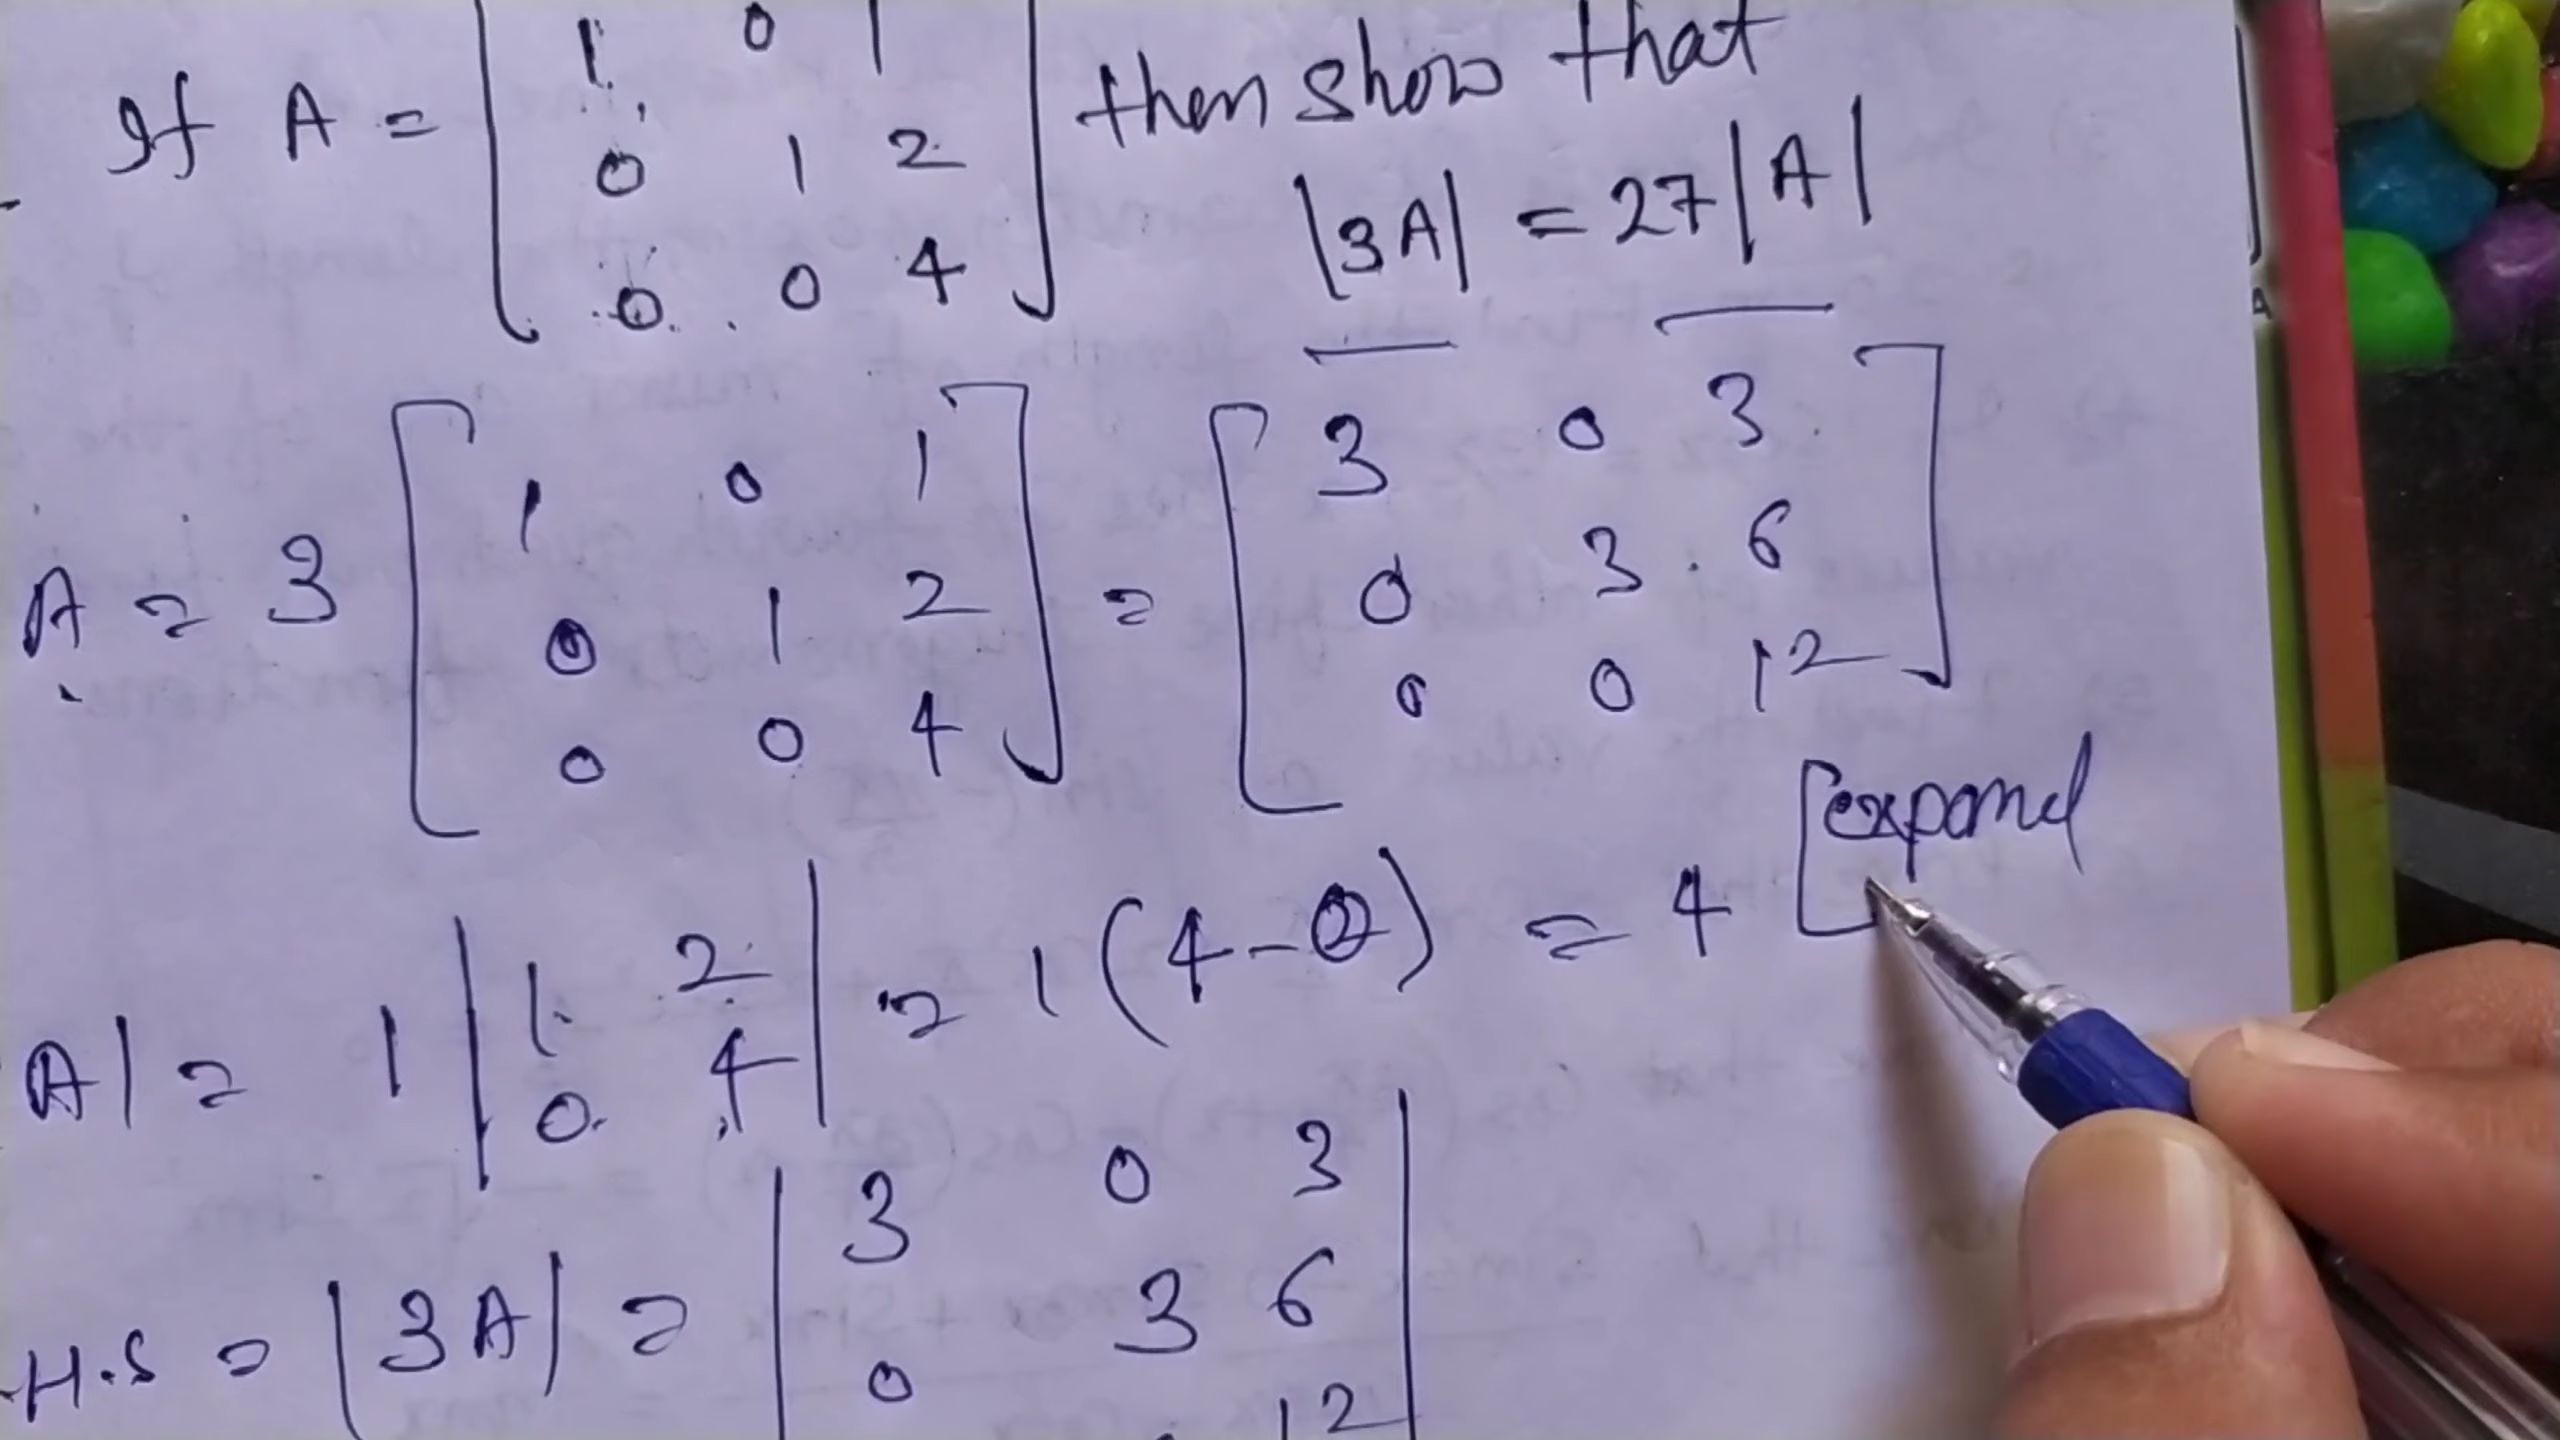 If A = [ 1 0 1 then show that
0 1 2 |3A| = 27|A|
0 0 4 ]
A = 3 [ 1 0 1 ] = [ 3 0 3 ]
0 1 2 0 3 6
0 0 4 0 0 12
[expand
A| = 1 | 1 2 | = 1 (4-0) = 4
0 4
H.S = |3A| = | 3 0 3 |
0 3 6
12